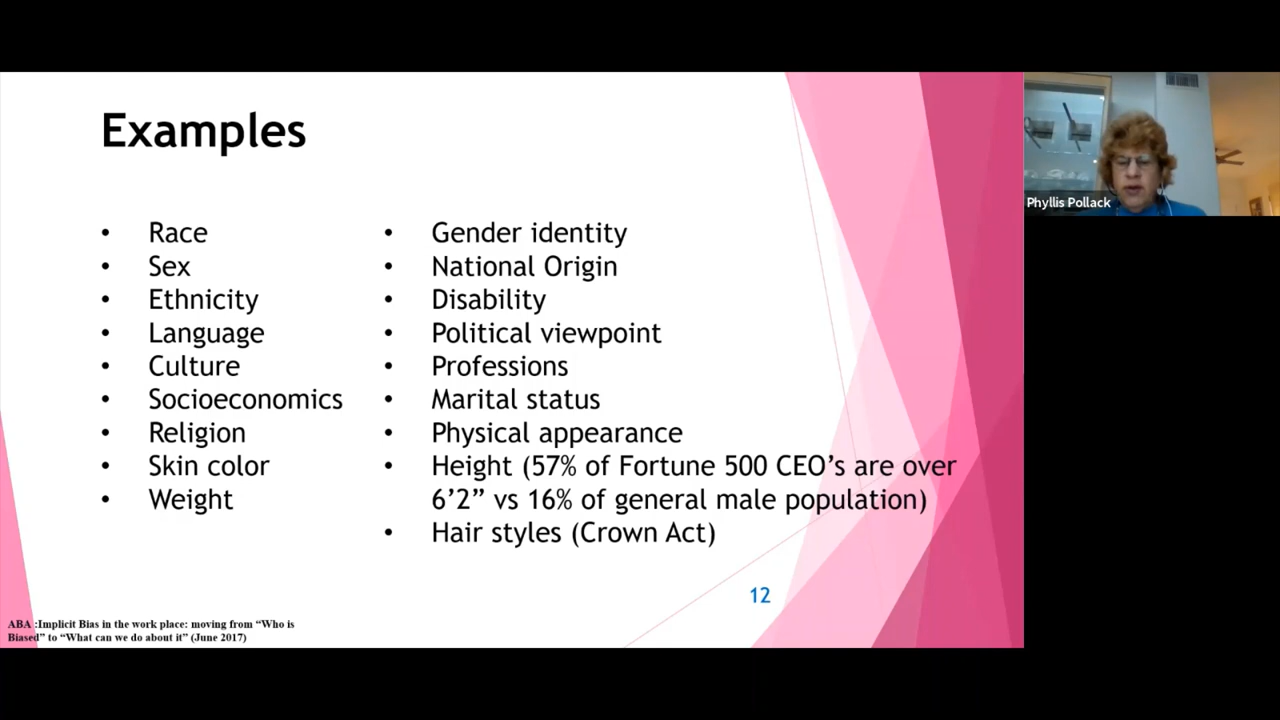 Examples
• Race
• Sex
• Ethnicity
• Language
• Culture
• Socioeconomics
• Religion
• Skin color
• Weight
• Gender identity
• National Origin
• Disability
• Political viewpoint
• Professions
• Marital status
• Physical appearance
• Height (57% of Fortune 500 CEO’s are over
6’2” vs 16% of general male population)
• Hair styles (Crown Act)
12
ABA :Implicit Bias in the work place: moving from “Who is
Biased” to “What can we do about it” (June 2017)
Phyllis Pollack